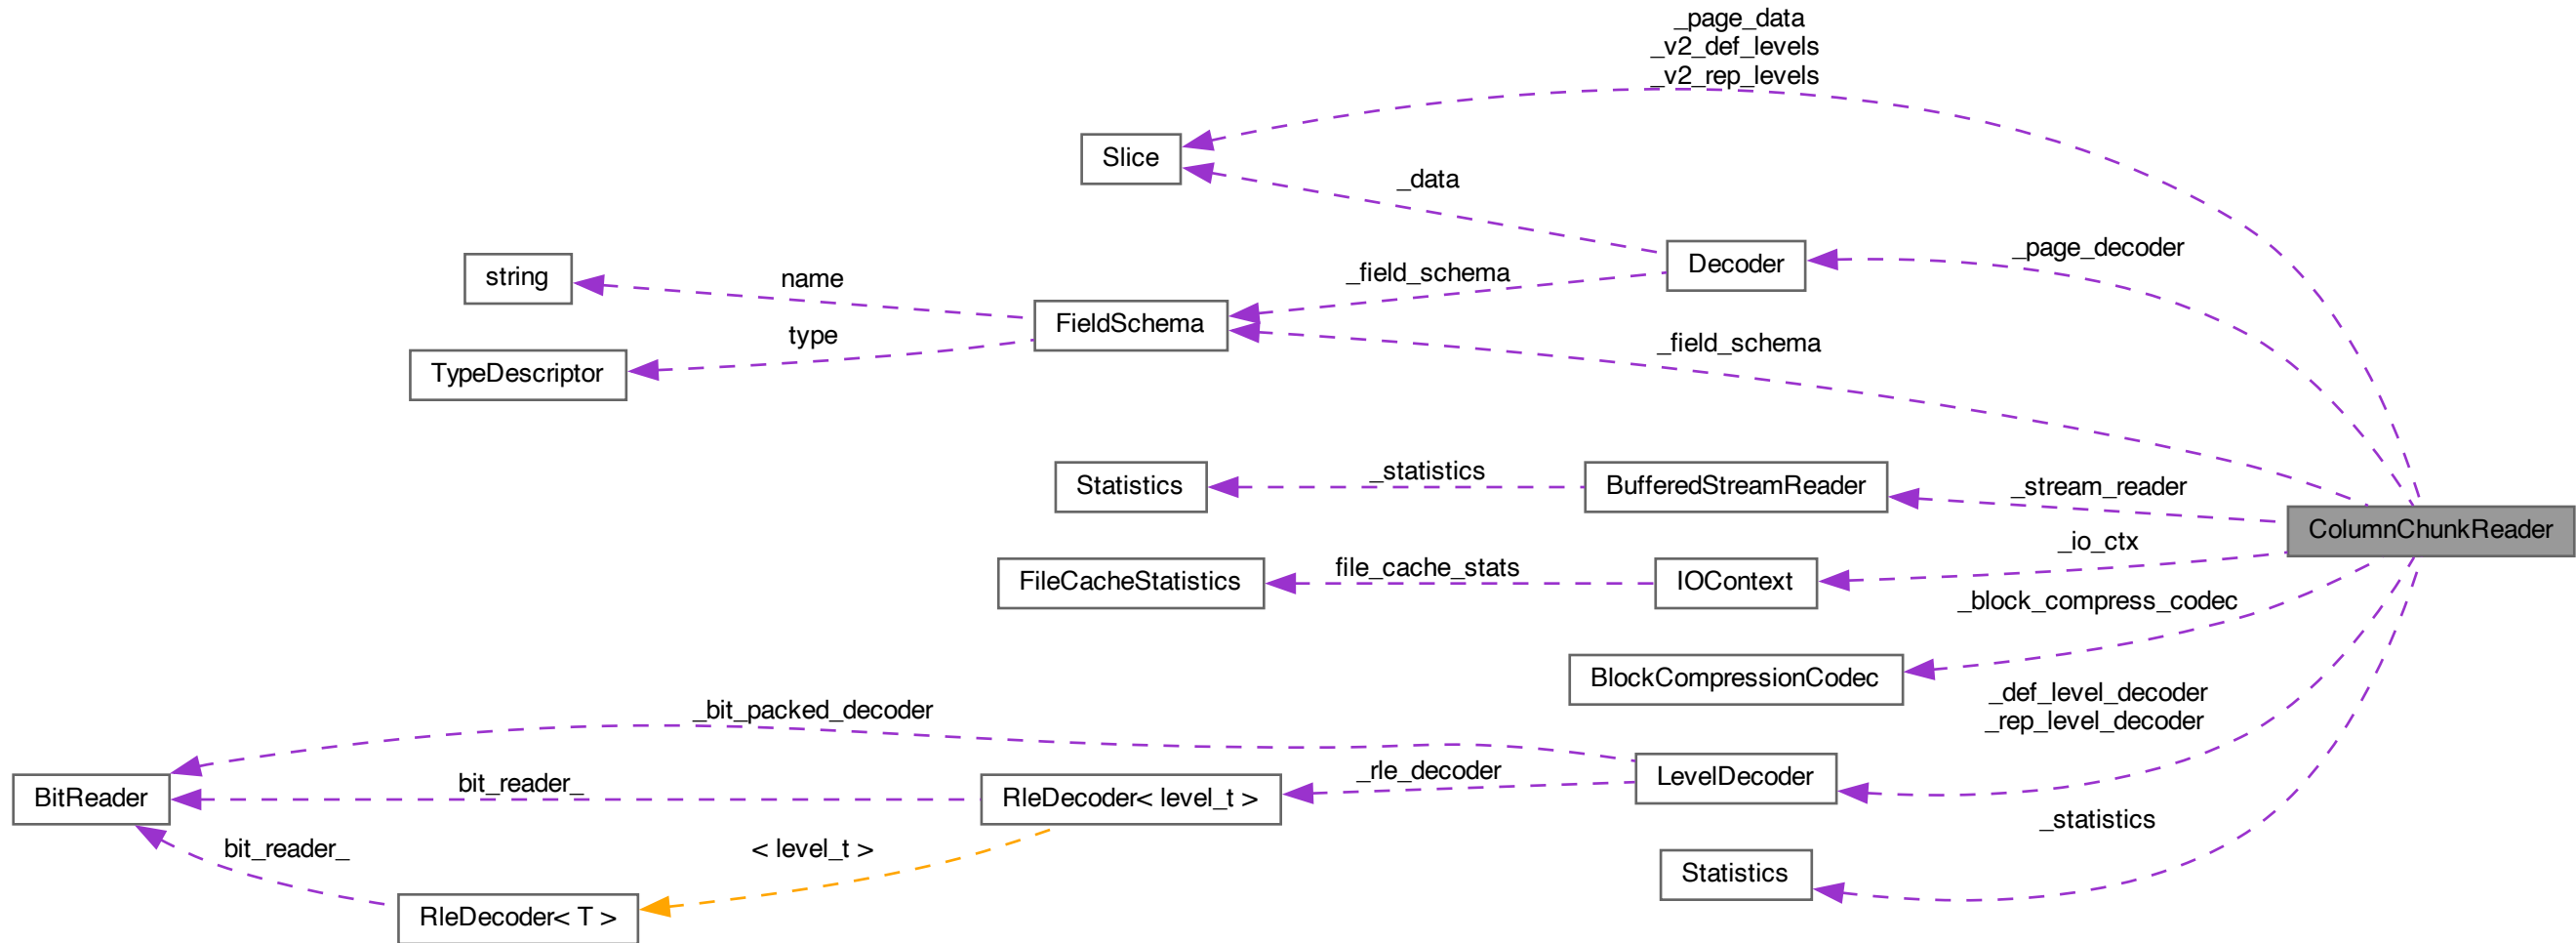 _page_data
_v2_def_levels
_v2_rep_levels
Slice
_data
Decoder
_page_decoder
string
name
_field_schema
FieldSchema
type
TypeDescriptor
_field_schema
Statistics
_statistics
BufferedStreamReader
_stream_reader
ColumnChunkReader
_io_ctx
FileCacheStatistics
file_cache_stats
IOContext
_block_compress_codec
BlockCompressionCodec
_def_level_decoder
_rep_level_decoder
_bit_packed_decoder
LevelDecoder
_rle_decoder
BitReader
bit_reader_
RleDecoder< level_t >
_statistics
bit_reader_
< level_t >
Statistics
RleDecoder< T >